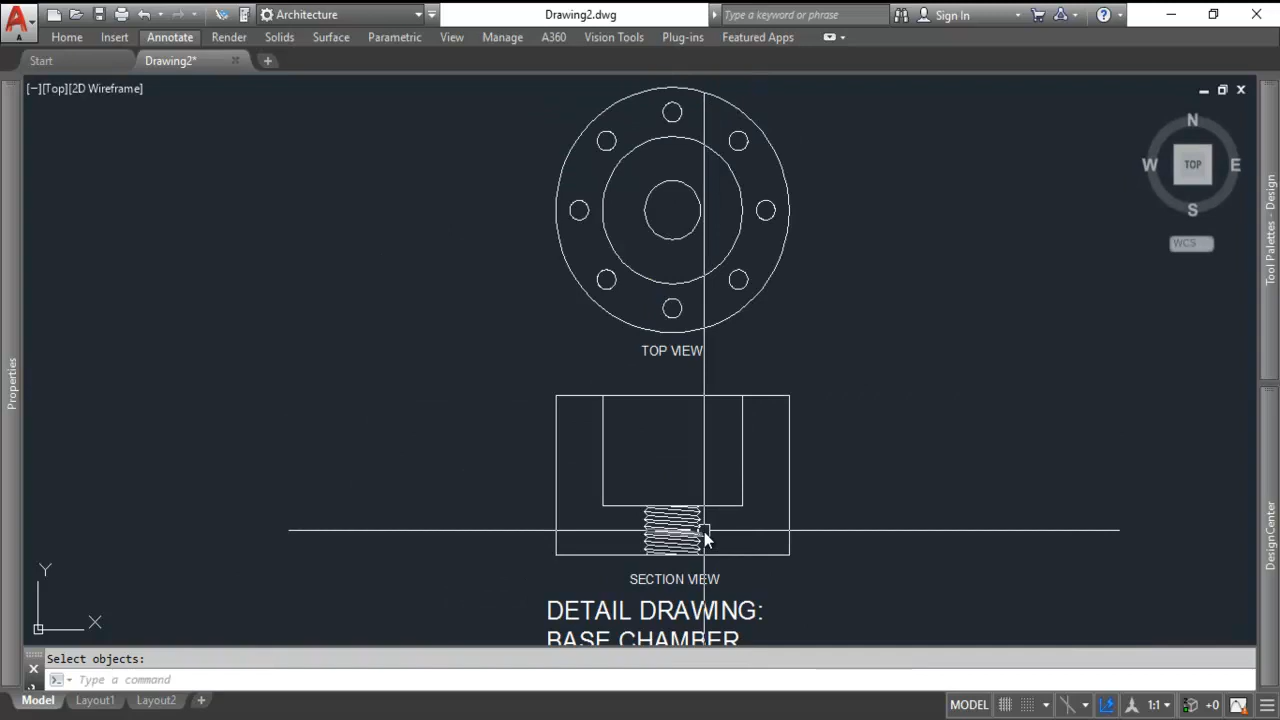 A
Architecture
Drawing2.dwg
Type a keyword or phrase
Sign In
?
A
Home Insert Annotate Render Solids Surface Parametric View Manage A360 Vision Tools Plug-ins Featured Apps
Start
Drawing2*
[−][Top][2D Wireframe]
N
W
TOP
E
S
WCS
Tool Palettes - Design
TOP VIEW
Properties
DesignCenter
SECTION VIEW
Y
DETAIL DRAWING:
X
BASE CHAMBER
Select objects:
Type a command
Model Layout1 Layout2 +
MODEL
1:1
+0